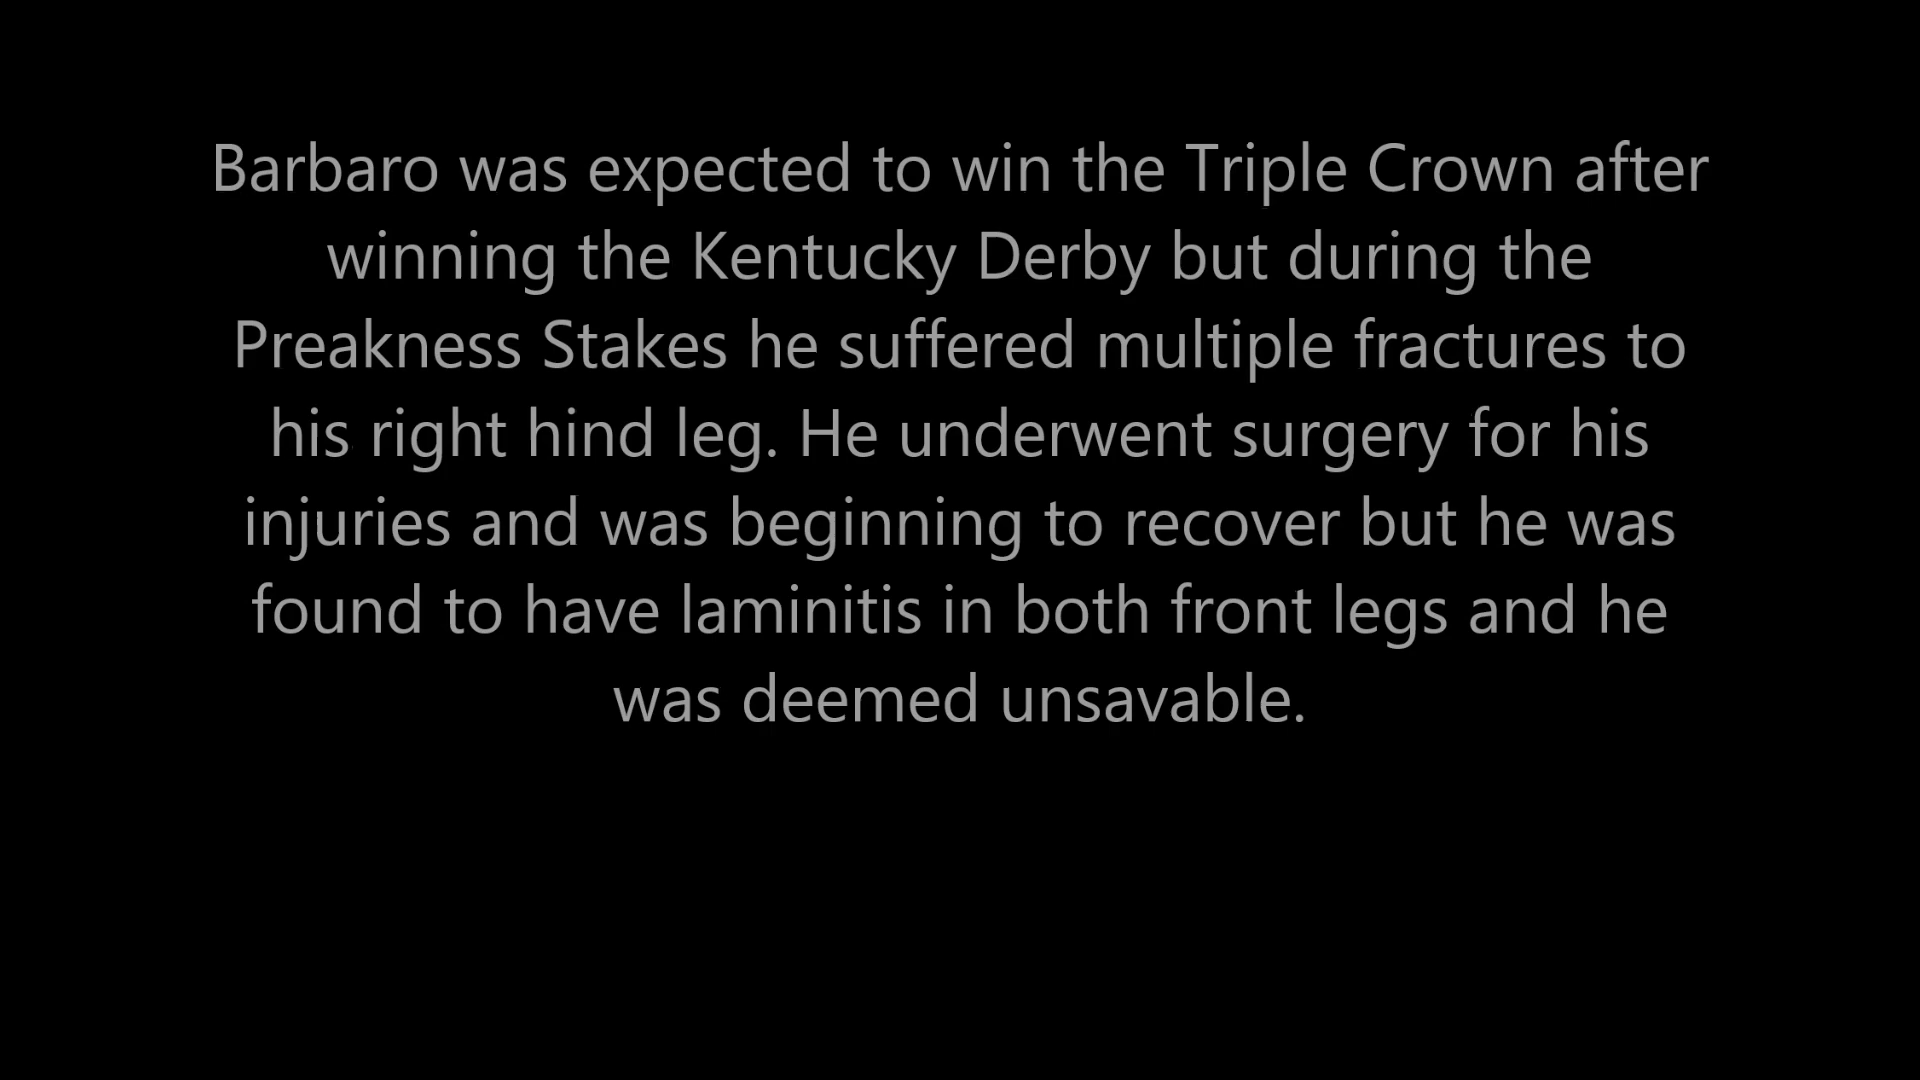 Barbaro was expected to win the Triple Crown after
winning the Kentucky Derby but during the
Preakness Stakes he suffered multiple fractures to
his right hind leg. He underwent surgery for his
injuries and was beginning to recover but he was
found to have laminitis in both front legs and he
was deemed unsavable.